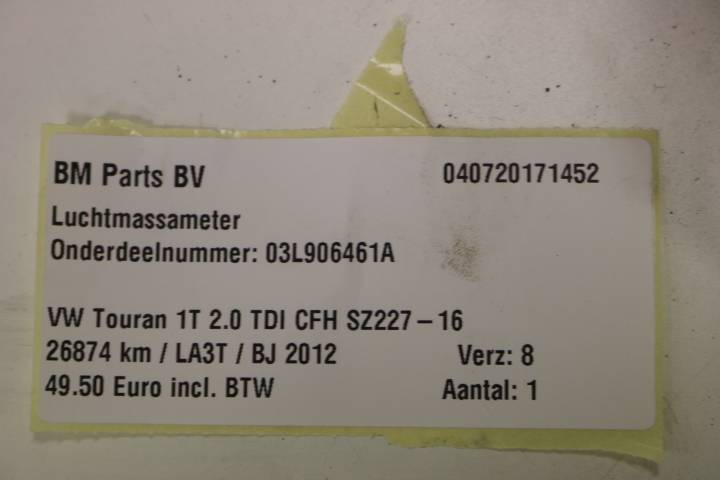 BM Parts BV 040720171452
Luchtmassameter
Onderdeelnummer: 03L906461A
VW Touran 1T 2.0 TDI CFH SZ227-16
26874 km / LA3T / BJ 2012 Verz: 8
49.50 Euro incl. BTW Aantal: 1